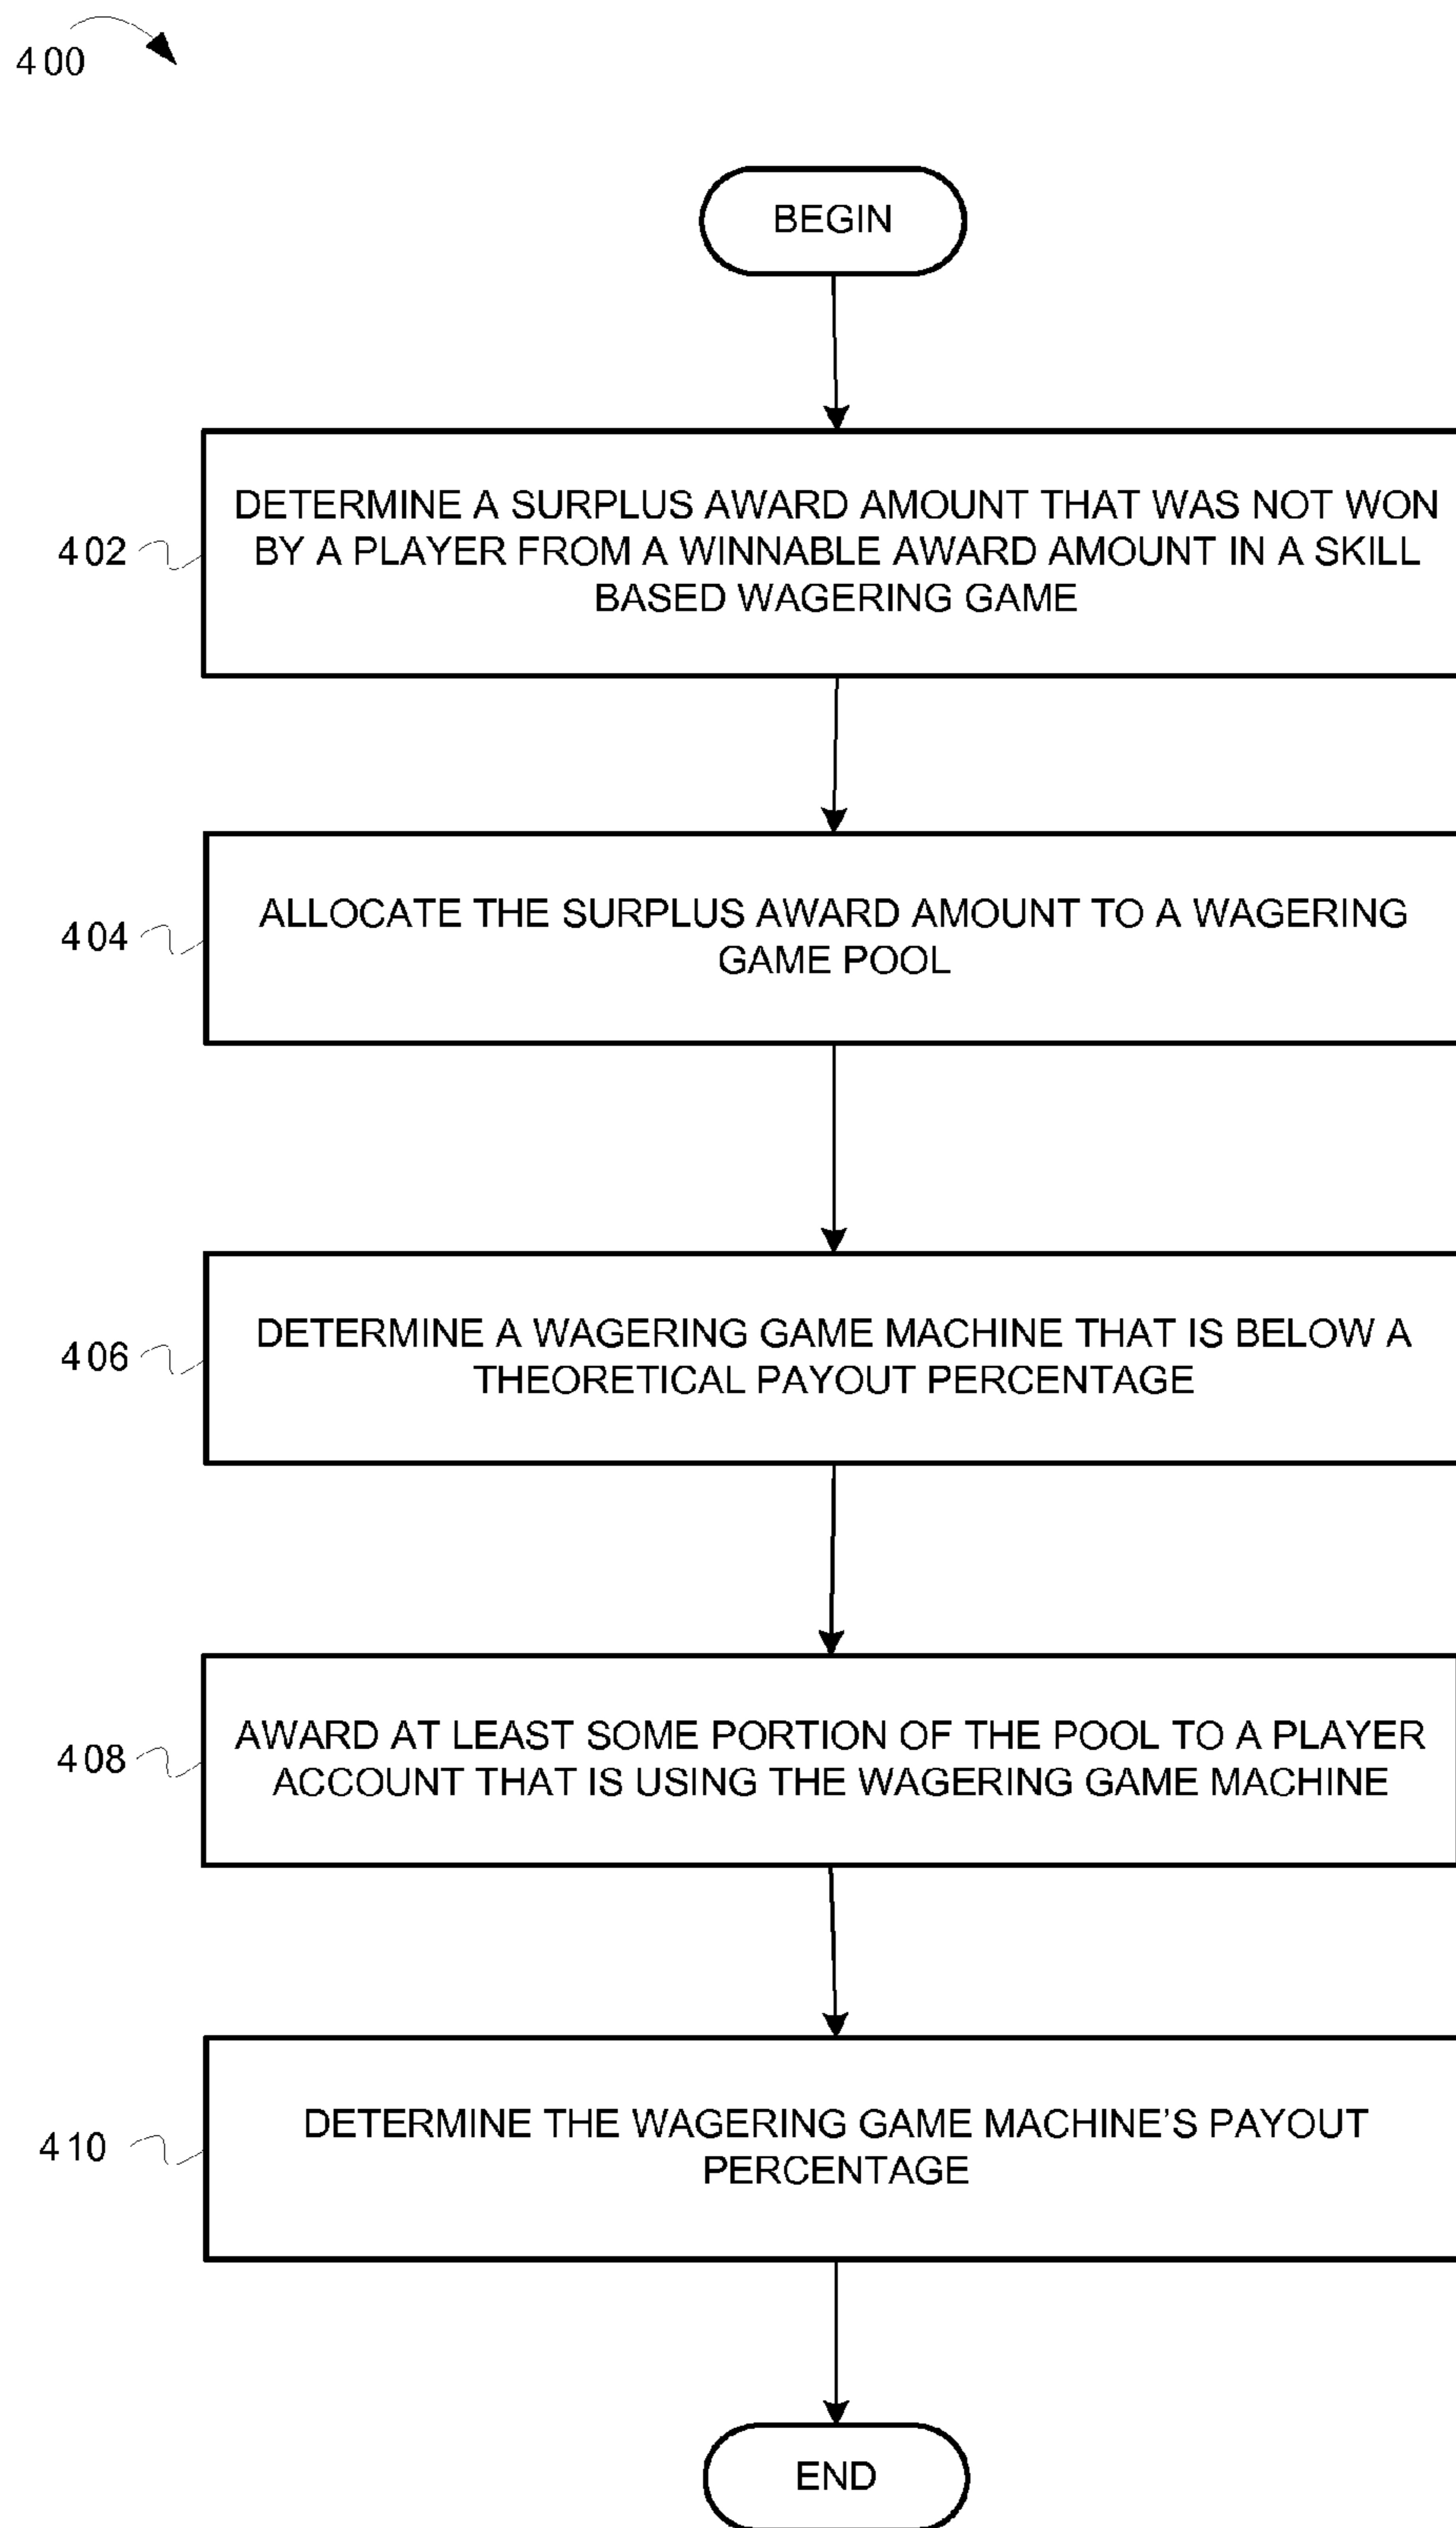 400
BEGIN
402
DETERMINE A SURPLUS AWARD AMOUNT THAT WAS NOT WON
BY A PLAYER FROM A WINNABLE AWARD AMOUNT IN A SKILL
BASED WAGERING GAME
404
ALLOCATE THE SURPLUS AWARD AMOUNT TO A WAGERING
GAME POOL
406
DETERMINE A WAGERING GAME MACHINE THAT IS BELOW A
THEORETICAL PAYOUT PERCENTAGE
408
AWARD AT LEAST SOME PORTION OF THE POOL TO A PLAYER
ACCOUNT THAT IS USING THE WAGERING GAME MACHINE
410
DETERMINE THE WAGERING GAME MACHINE'S PAYOUT
PERCENTAGE
END